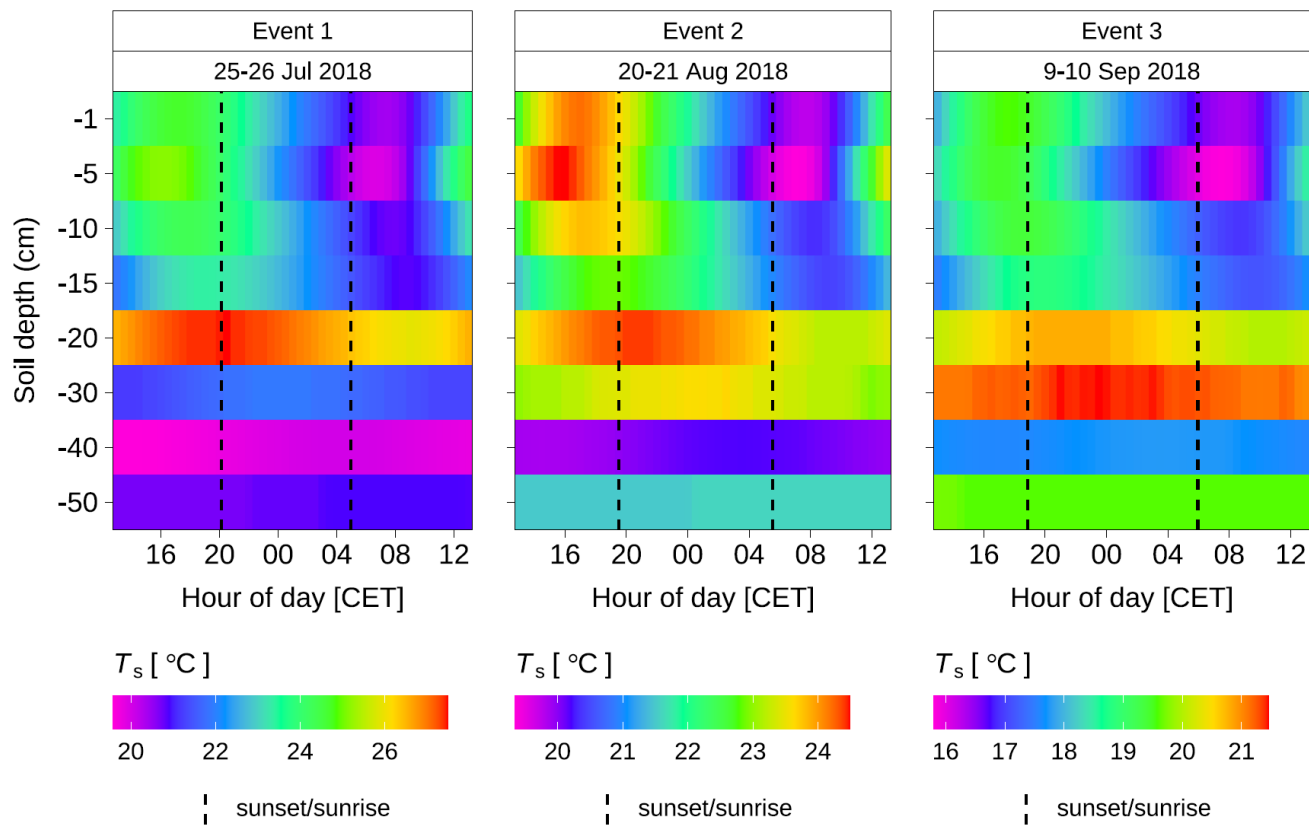 Event 1
Event 2
Event 3
25-26 Jul 2018
20-21 Aug 2018
9-10 Sep 2018
Soil depth (cm)
-1
-5
-10
-15
-20
-30
-40
-50
16 20 00 04 08 12
16 20 00 04 08 12
16 20 00 04 08 12
Hour of day [CET]
Hour of day [CET]
Hour of day [CET]
Ts [ °C ]
Ts [ °C ]
Ts [ °C ]
20 22 24 26
20 21 22 23 24
16 17 18 19 20 21
sunset/sunrise
sunset/sunrise
sunset/sunrise